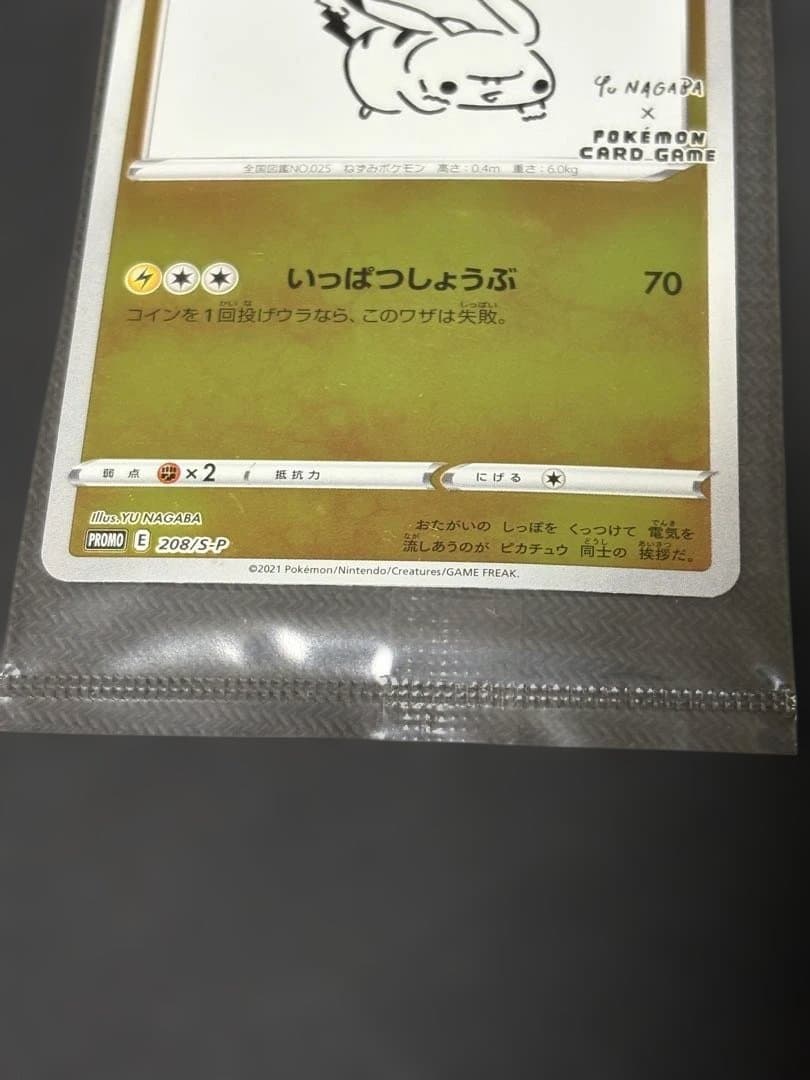 Yu NAGABA
×
POKÉMON
CARD GAME
全国図鑑NO.025 ねずみポケモン 高さ:0.4m 重さ:6.0kg
いっぱつしょうぶ 70
コインを1回投げウラなら、このワザは失敗。
弱点 ×2 抵抗力 にげる
Illus.YU NAGABA
PROMO E 208/S-P
おたがいの しっぽを くっつけて 電気を
流しあうのが ピカチュウ 同士の 挨拶だ。
©2021 Pokémon/Nintendo/Creatures/GAME FREAK.